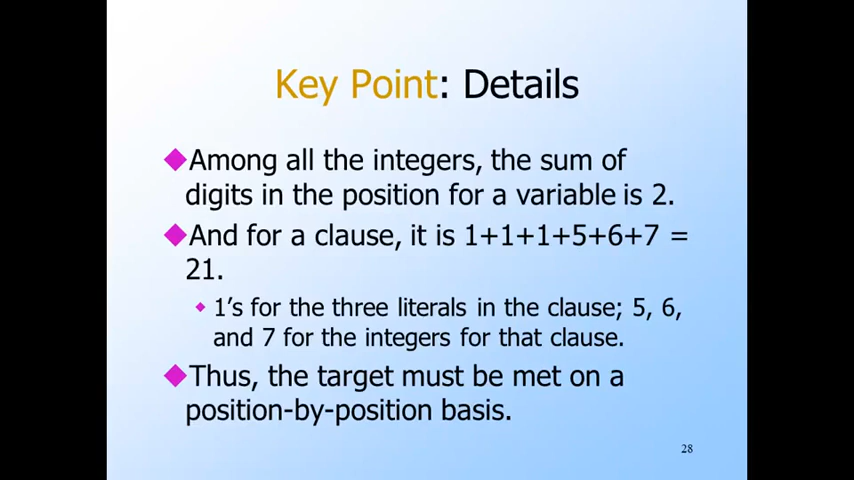 Key Point: Details
Among all the integers, the sum of
digits in the position for a variable is 2.
And for a clause, it is 1+1+1+5+6+7 =
21.
1’s for the three literals in the clause; 5, 6,
and 7 for the integers for that clause.
Thus, the target must be met on a
position-by-position basis.
28